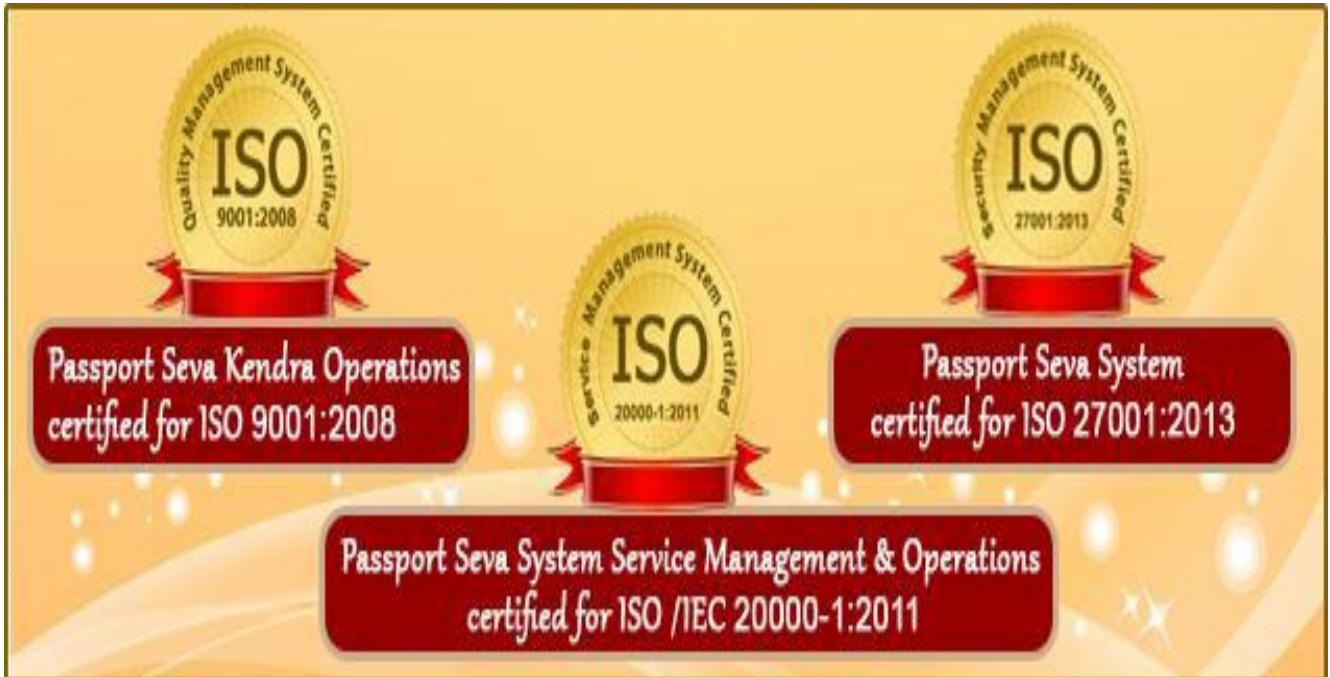 Quality Management System Certified
ISO
9001:2008
Passport Seva Kendra Operations
certified for ISO 9001:2008
Service Management System Certified
ISO
20000-1:2011
Passport Seva System Service Management & Operations
certified for ISO /IEC 20000-1:2011
Security Management System Certified
ISO
27001:2013
Passport Seva System
certified for ISO 27001:2013